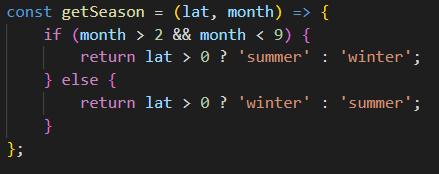 const getSeason = (lat, month) => {
    if (month > 2 && month < 9) {
        return lat > 0 ? 'summer' : 'winter';
    } else {
        return lat > 0 ? 'winter' : 'summer';
    }
};